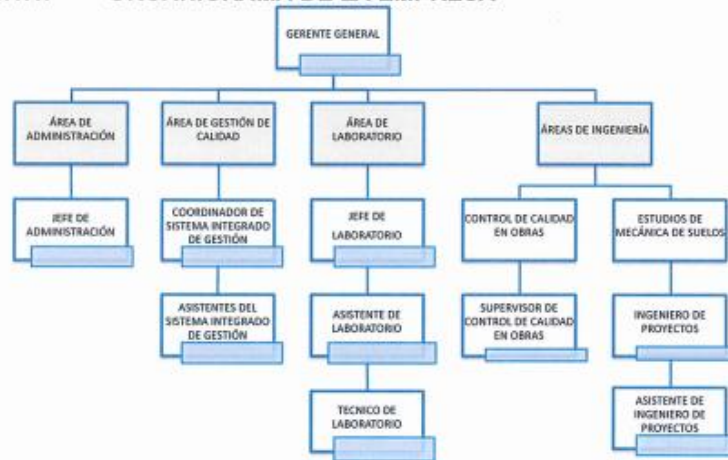 GERENTE GENERAL
ÁREA DE
ADMINISTRACIÓN
ÁREA DE GESTIÓN DE
CALIDAD
ÁREA DE
LABORATORIO
ÁREAS DE INGENIERÍA
JEFE DE
ADMINISTRACIÓN
COORDINADOR DE
SISTEMA INTEGRADO
DE GESTIÓN
JEFE DE
LABORATORIO
CONTROL DE CALIDAD
EN OBRAS
ESTUDIOS DE
MECÁNICA DE SUELOS
ASISTENTES DEL
SISTEMA INTEGRADO
DE GESTIÓN
ASISTENTE DE
LABORATORIO
SUPERVISOR DE
CONTROL DE CALIDAD
EN OBRAS
INGENIERO DE
PROYECTOS
TECNICO DE
LABORATORIO
ASISTENTE DE
INGENIERO DE
PROYECTOS